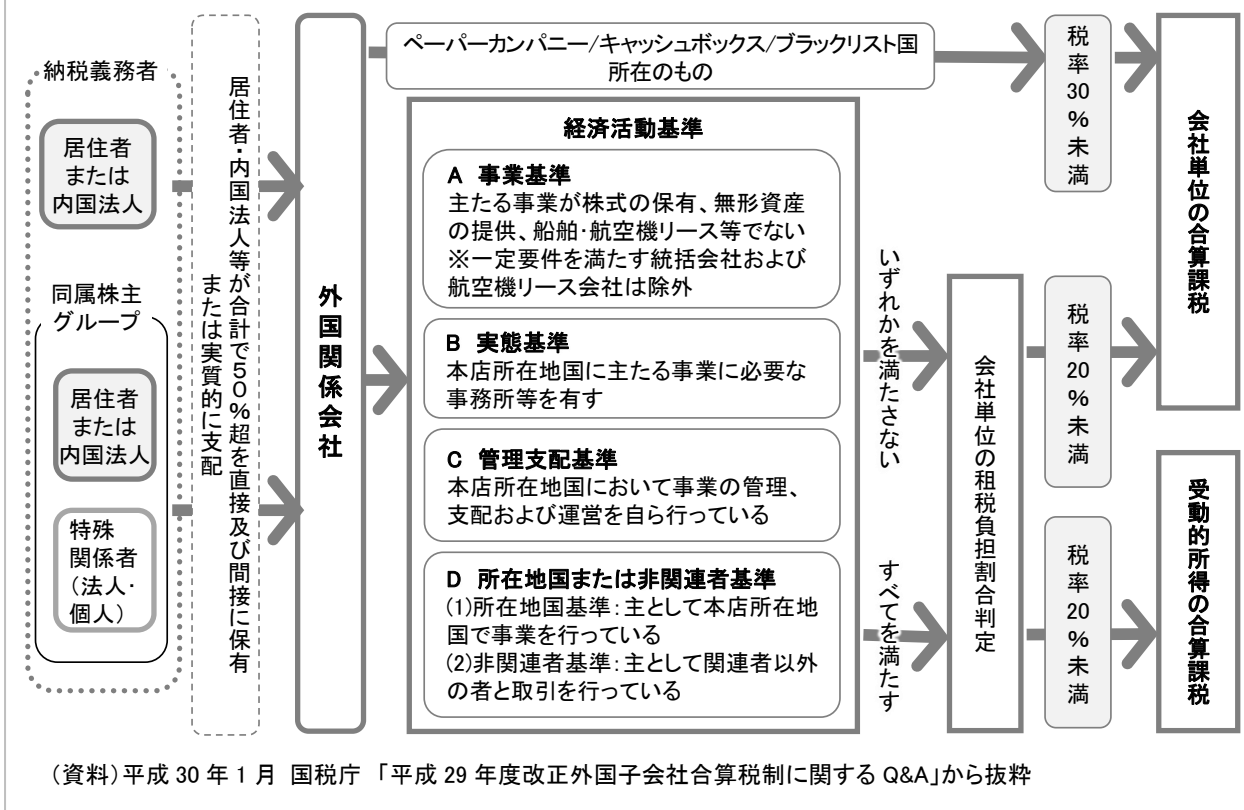 納税義務者
居住者
または
内国法人
同属株主
グループ
居住者
または
内国法人
特殊
関係者
(法人・
個人)
居住者・内国法人等が合計で50%超を直接及び間接に保有
または実質的に支配
外国関係会社
ペーパーカンパニー/キャッシュボックス/ブラックリスト国
所在のもの
経済活動基準
A 事業基準
主たる事業が株式の保有、無形資産
の提供、船舶・航空機リース等でない
※一定要件を満たす統括会社および
航空機リース会社は除外
B 実態基準
本店所在地国に主たる事業に必要な
事務所等を有す
C 管理支配基準
本店所在地国において事業の管理、
支配および運営を自ら行っている
D 所在地国または非関連者基準
(1)所在地国基準：主として本店所在地
国で事業を行っている
(2)非関連者基準：主として関連者以外
の者と取引を行っている
いずれかを満たさない
すべてを満たす
会社単位の租税負担割合判定
税率30%未満
税率20%未満
税率20%未満
会社単位の合算課税
受動的所得の合算課税
(資料)平成 30 年 1 月 国税庁 「平成 29 年度改正外国子会社合算税制に関する Q&A」から抜粋